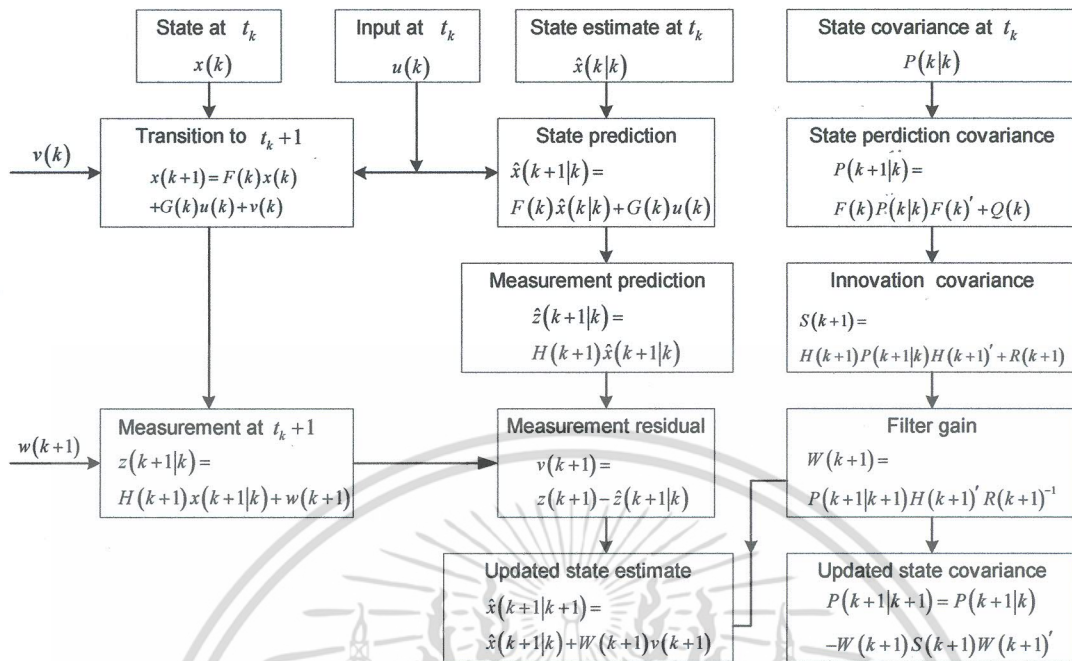 State at t_k
x(k)
Input at t_k
u(k)
State estimate at t_k
x̂(k|k)
State covariance at t_k
P(k|k)
v(k)
Transition to t_k+1
x(k+1)=F(k)x(k)
+G(k)u(k)+v(k)
State prediction
x̂(k+1|k)=
F(k)x̂(k|k)+G(k)u(k)
State perdiction covariance
P(k+1|k)=
F(k)P(k|k)F(k)′+Q(k)
Measurement prediction
ẑ(k+1|k)=
H(k+1)x̂(k+1|k)
Innovation covariance
S(k+1)=
H(k+1)P(k+1|k)H(k+1)′+R(k+1)
w(k+1)
Measurement at t_k+1
z(k+1|k)=
H(k+1)x(k+1|k)+w(k+1)
Measurement residual
v(k+1)=
z(k+1)−ẑ(k+1|k)
Filter gain
W(k+1)=
P(k+1|k+1)H(k+1)′R(k+1)⁻¹
Updated state estimate
x̂(k+1|k+1)=
x̂(k+1|k)+W(k+1)v(k+1)
Updated state covariance
P(k+1|k+1)=P(k+1|k)
−W(k+1)S(k+1)W(k+1)′